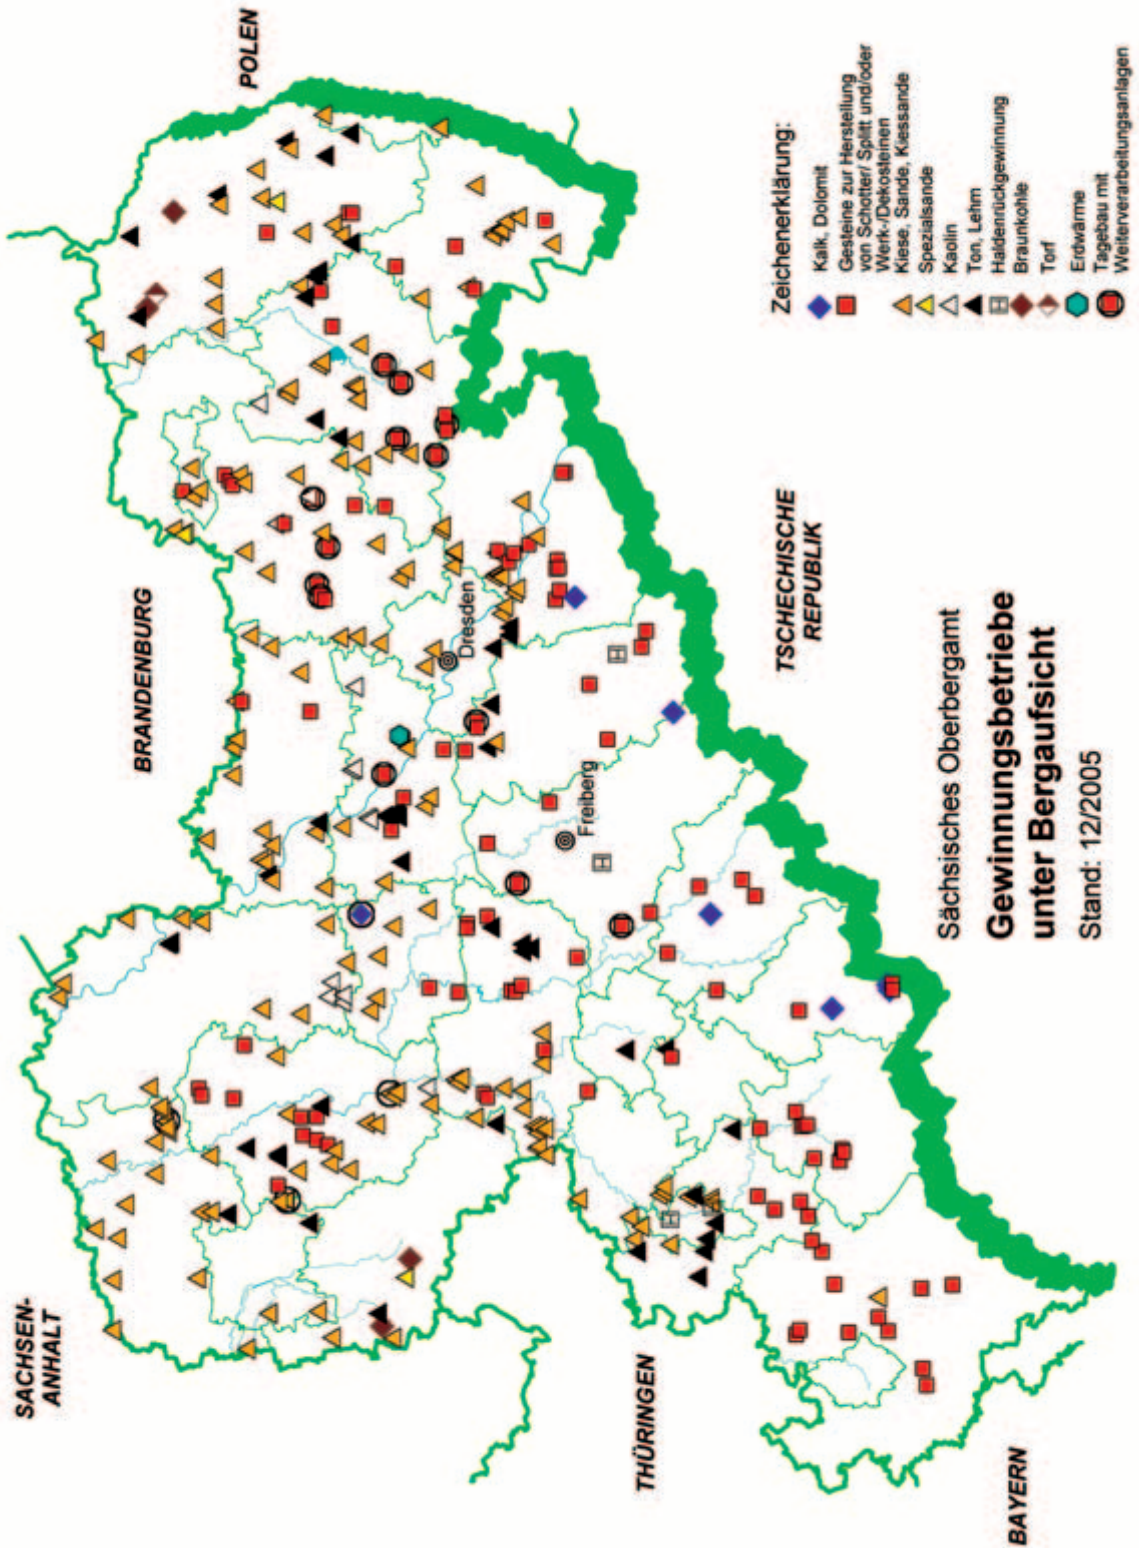 SACHSEN-
ANHALT
BRANDENBURG
POLEN
Dresden
Freiberg
THÜRINGEN
BAYERN
TSCHECHISCHE
REPUBLIK
Sächsisches Oberbergamt
Gewinnungsbetriebe
unter Bergaufsicht
Stand: 12/2005
Zeichenerklärung:
Kalk, Dolomit
Gesteine zur Herstellung
von Schotter/ Splitt und/oder
Werk-/Dekosteinen
Kiese, Sande, Kiessande
Spezialsande
Kaolin
Ton, Lehm
Haldenrückgewinnung
Braunkohle
Torf
Erdwärme
Tagebau mit
Weiterverarbeitungsanlagen